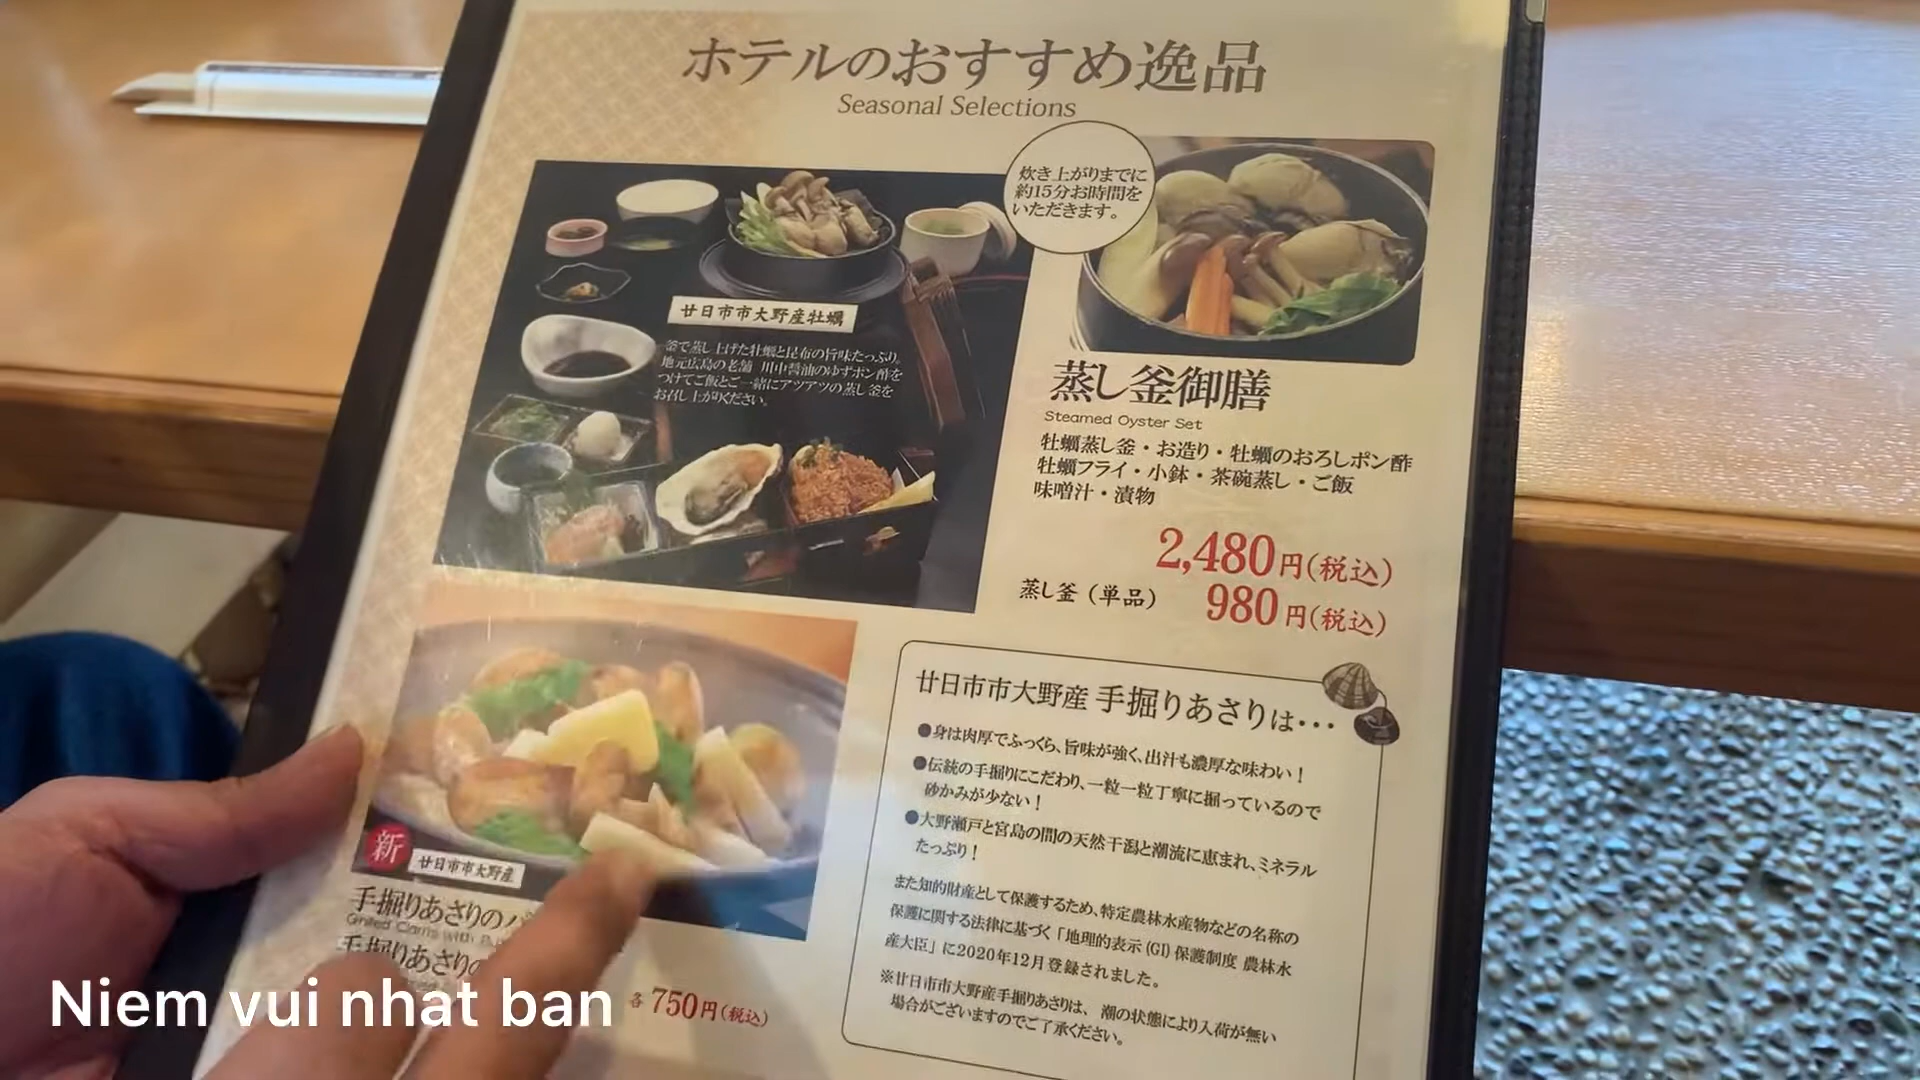 ホテルのおすすめ逸品
Seasonal Selections
炊き上がりまでに
約15分お時間を
いただきます。
廿日市市大野産牡蠣
釜で蒸し上げた牡蠣と昆布の旨味たっぷり。
地元広島の老舗 川中醤油のゆずポン酢を
つけてご飯とご一緒にアツアツの蒸し釜を
お召し上がりください。
蒸し釜御膳
Steamed Oyster Set
牡蠣蒸し釜・お造り・牡蠣のおろしポン酢
牡蠣フライ・小鉢・茶碗蒸し・ご飯
味噌汁・漬物
2,480円(税込)
蒸し釜（単品） 980円(税込)
新
廿日市市大野産
手掘りあさりのバ
Grilled Clams with
手掘りあさりの
各750円(税込)
廿日市市大野産 手掘りあさりは・・・
●身は肉厚でふっくら、旨味が強く、出汁も濃厚な味わい！
●伝統の手掘りにこだわり、一粒一粒丁寧に掘っているので
砂かみが少ない！
●大野瀬戸と宮島の間の天然干潟と潮流に恵まれ、ミネラル
たっぷり！
また知的財産として保護するため、特定農林水産物などの名称の
保護に関する法律に基づく「地理的表示(GI)保護制度 農林水
産大臣」に2020年12月登録されました。
※廿日市市大野産手掘りあさりは、潮の状態により入荷が無い
場合がございますのでご了承ください。
Niem vui nhat ban